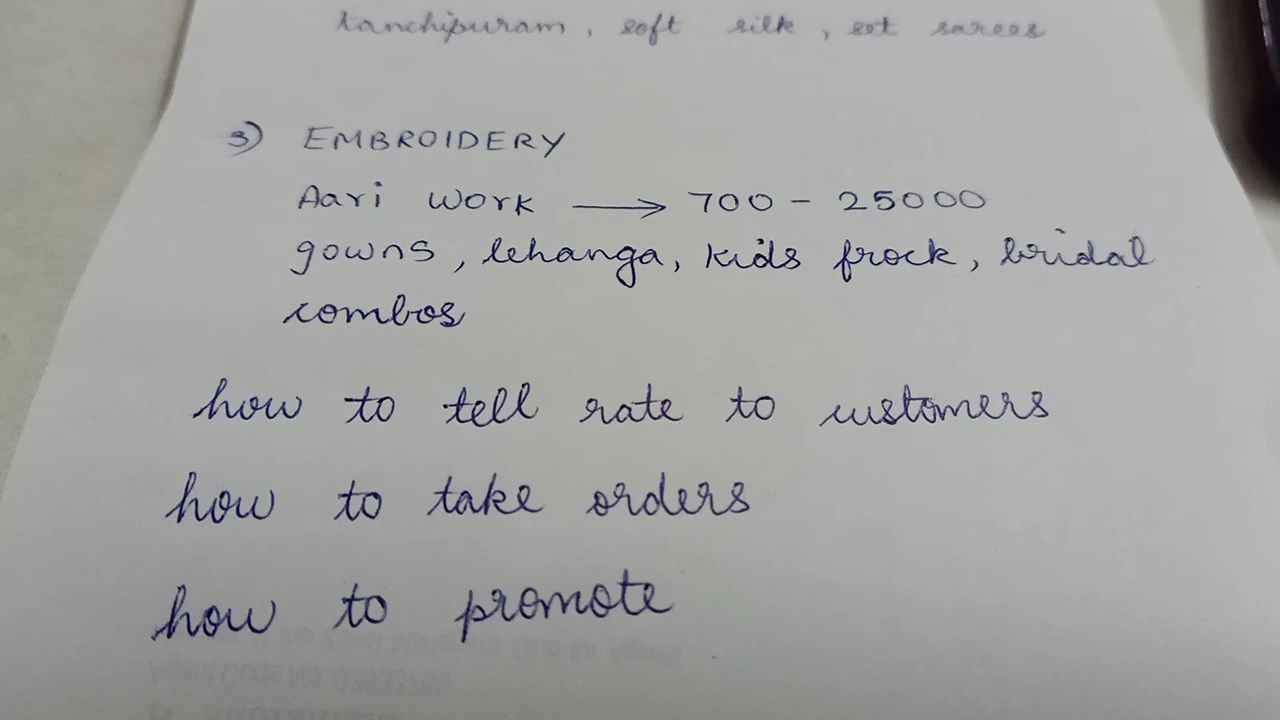 kanchipuram, soft silk, set sarees
3) EMBROIDERY
Aari work → 700 - 25000
gowns, lehanga, kids frock, bridal
combos
how to tell rate to customers
how to take orders
how to promote